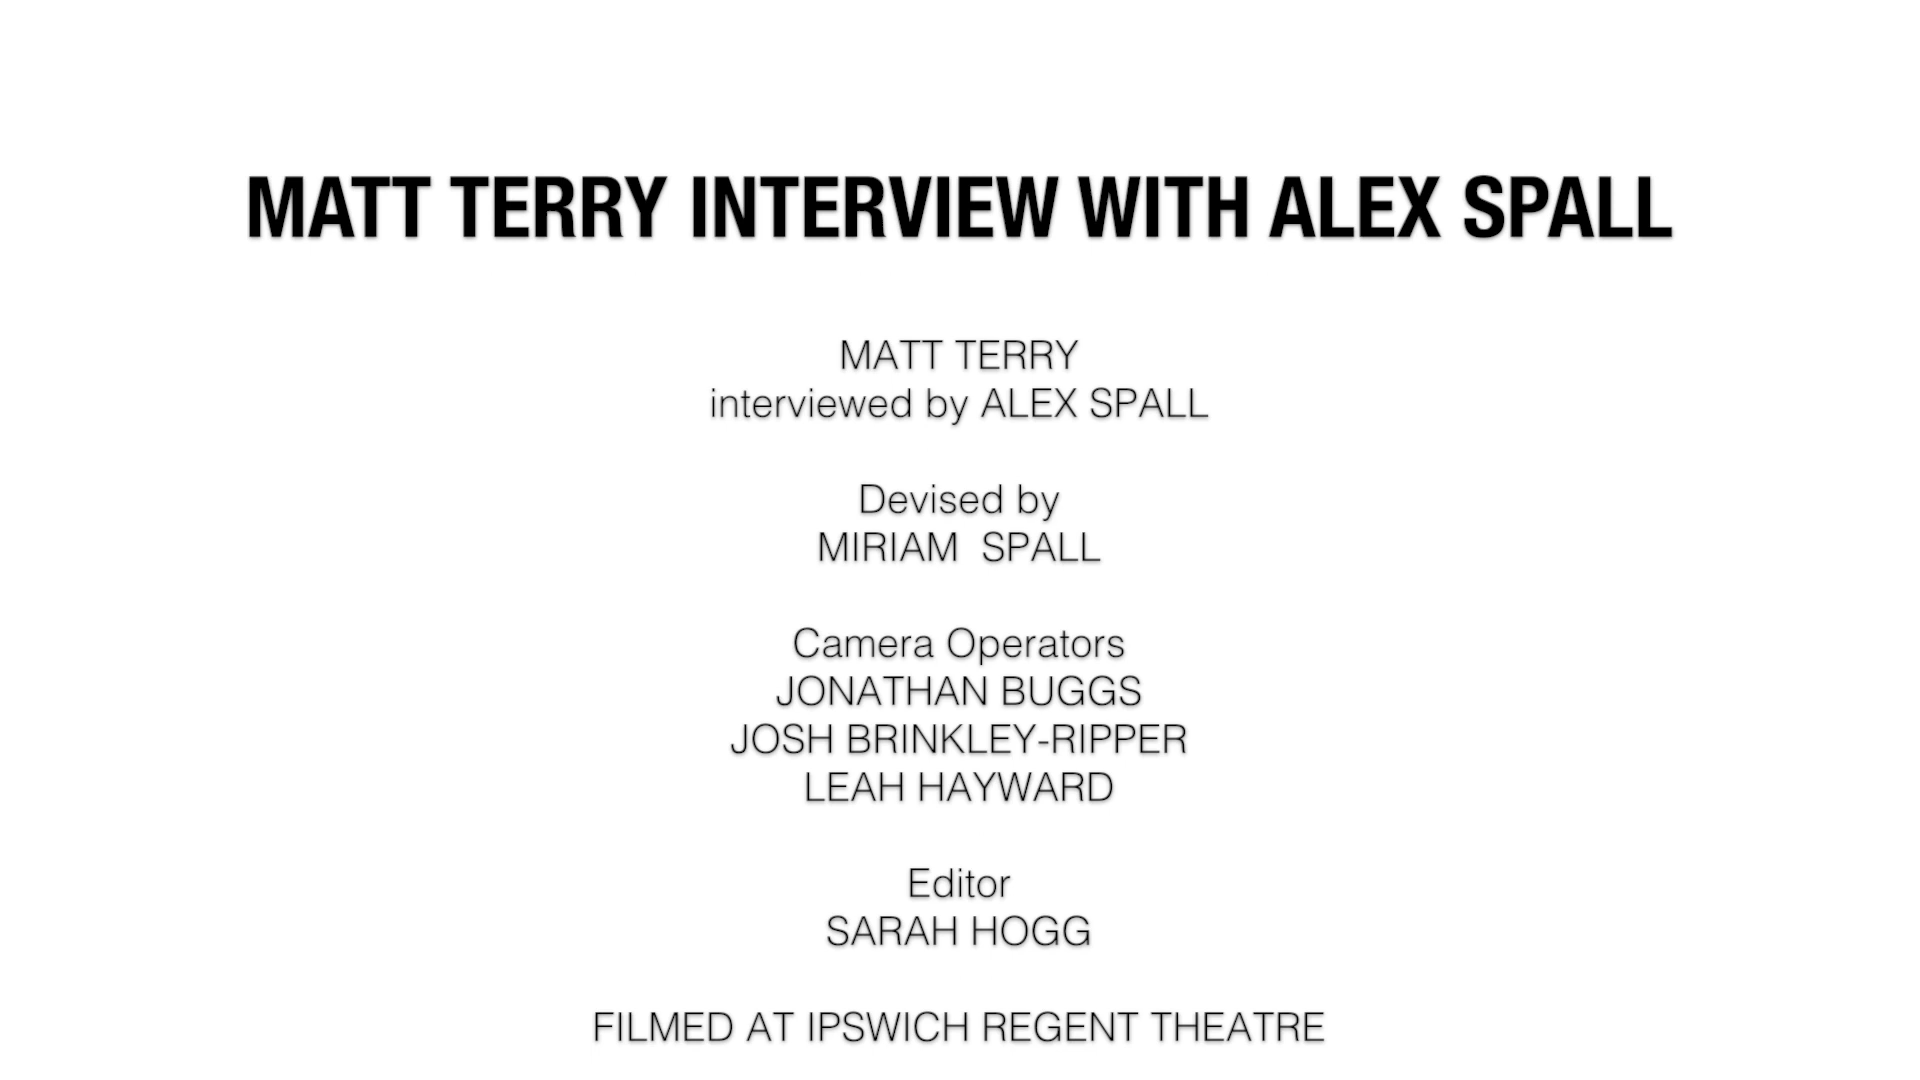 MATT TERRY INTERVIEW WITH ALEX SPALL
MATT TERRY
interviewed by ALEX SPALL
Devised by
MIRIAM  SPALL
Camera Operators
JONATHAN BUGGS
JOSH BRINKLEY-RIPPER
LEAH HAYWARD
Editor
SARAH HOGG
FILMED AT IPSWICH REGENT THEATRE